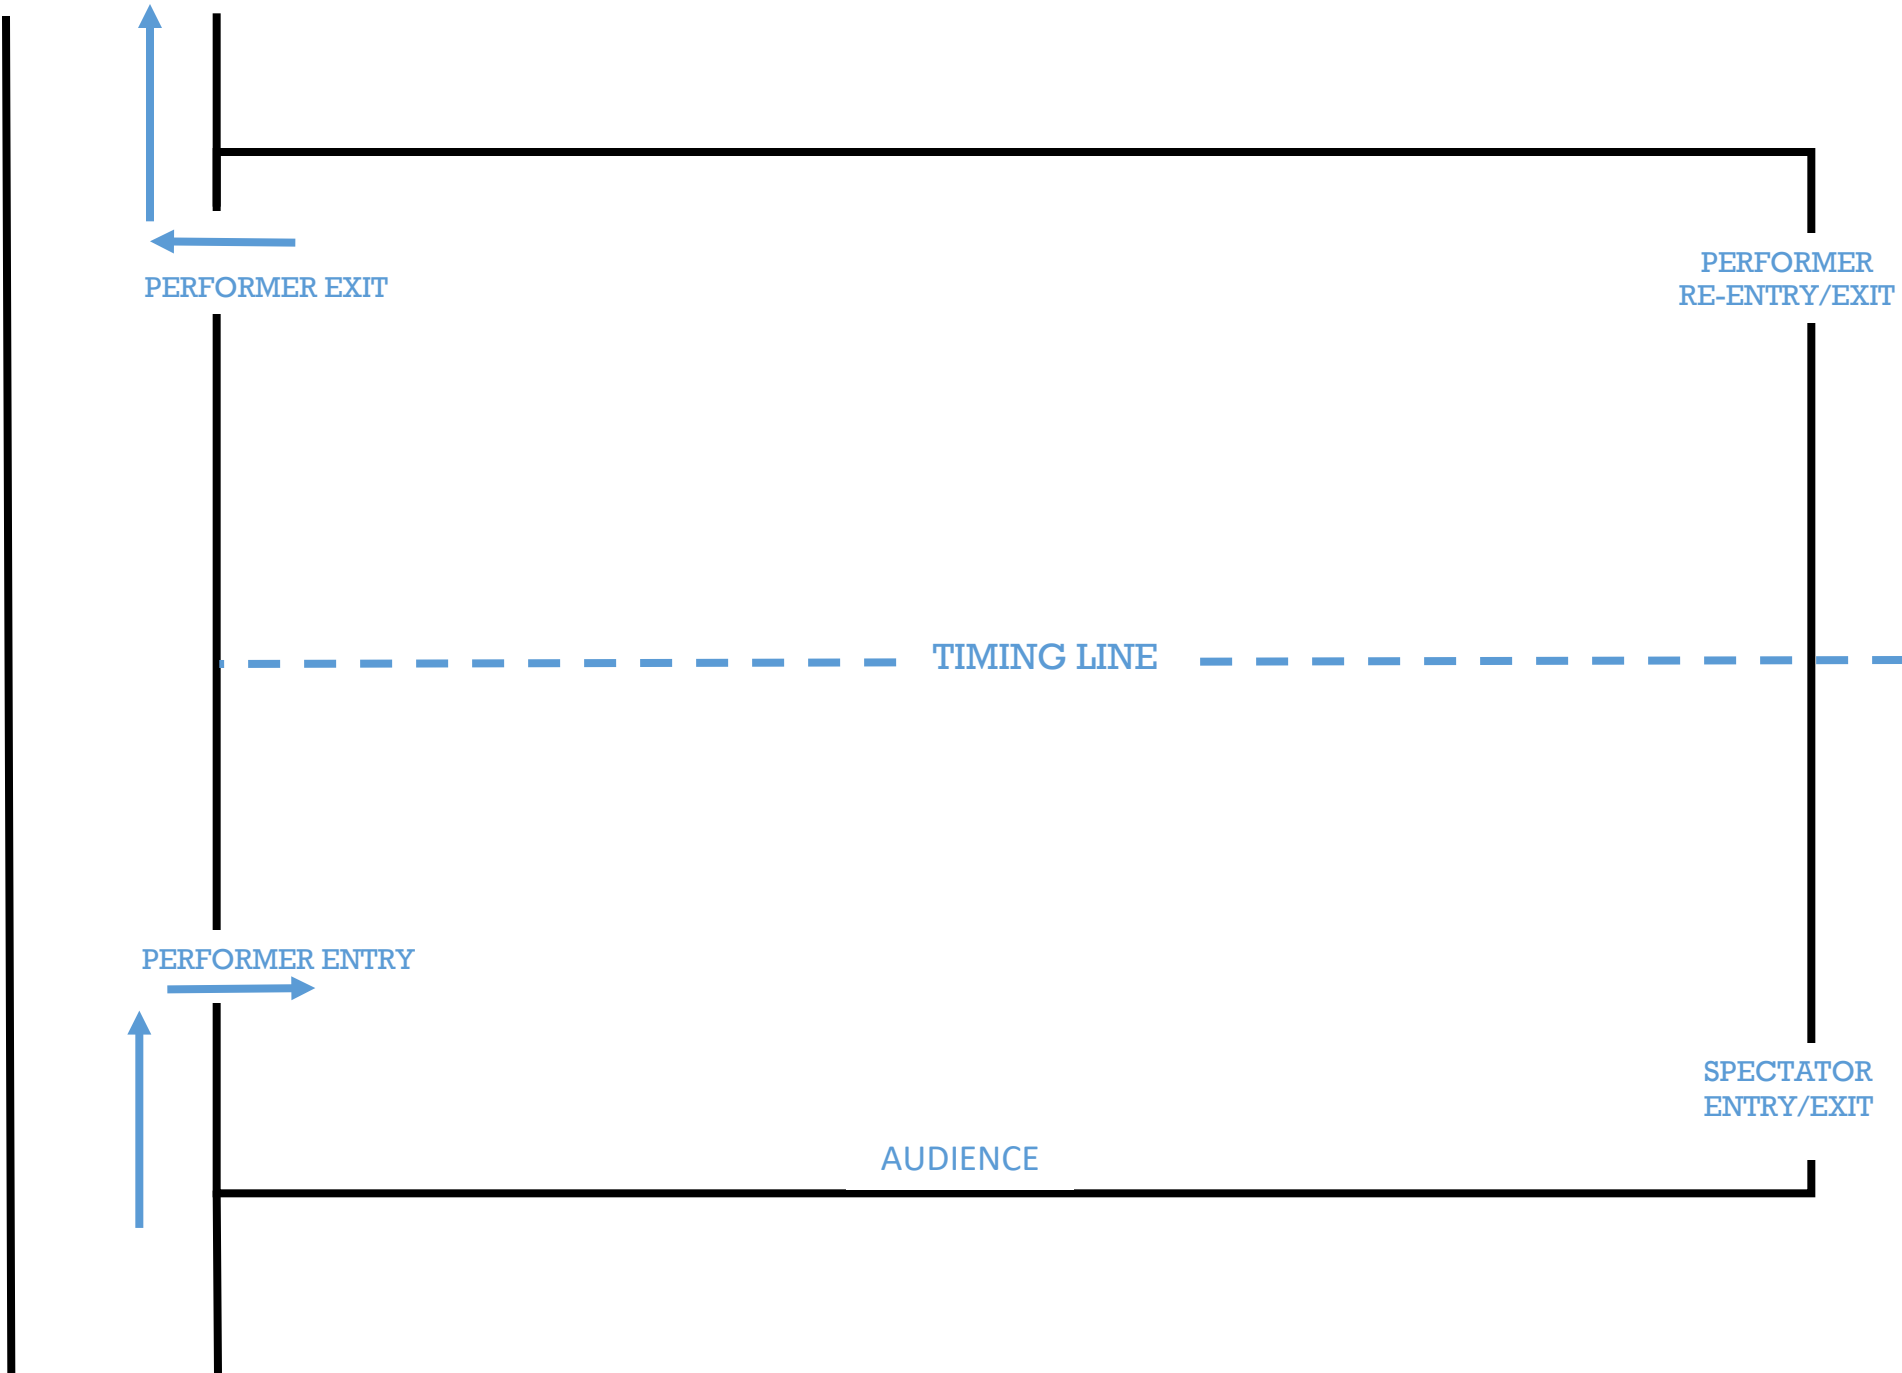 PERFORMER EXIT
PERFORMER
RE-ENTRY/EXIT
TIMING LINE
PERFORMER ENTRY
SPECTATOR
ENTRY/EXIT
AUDIENCE